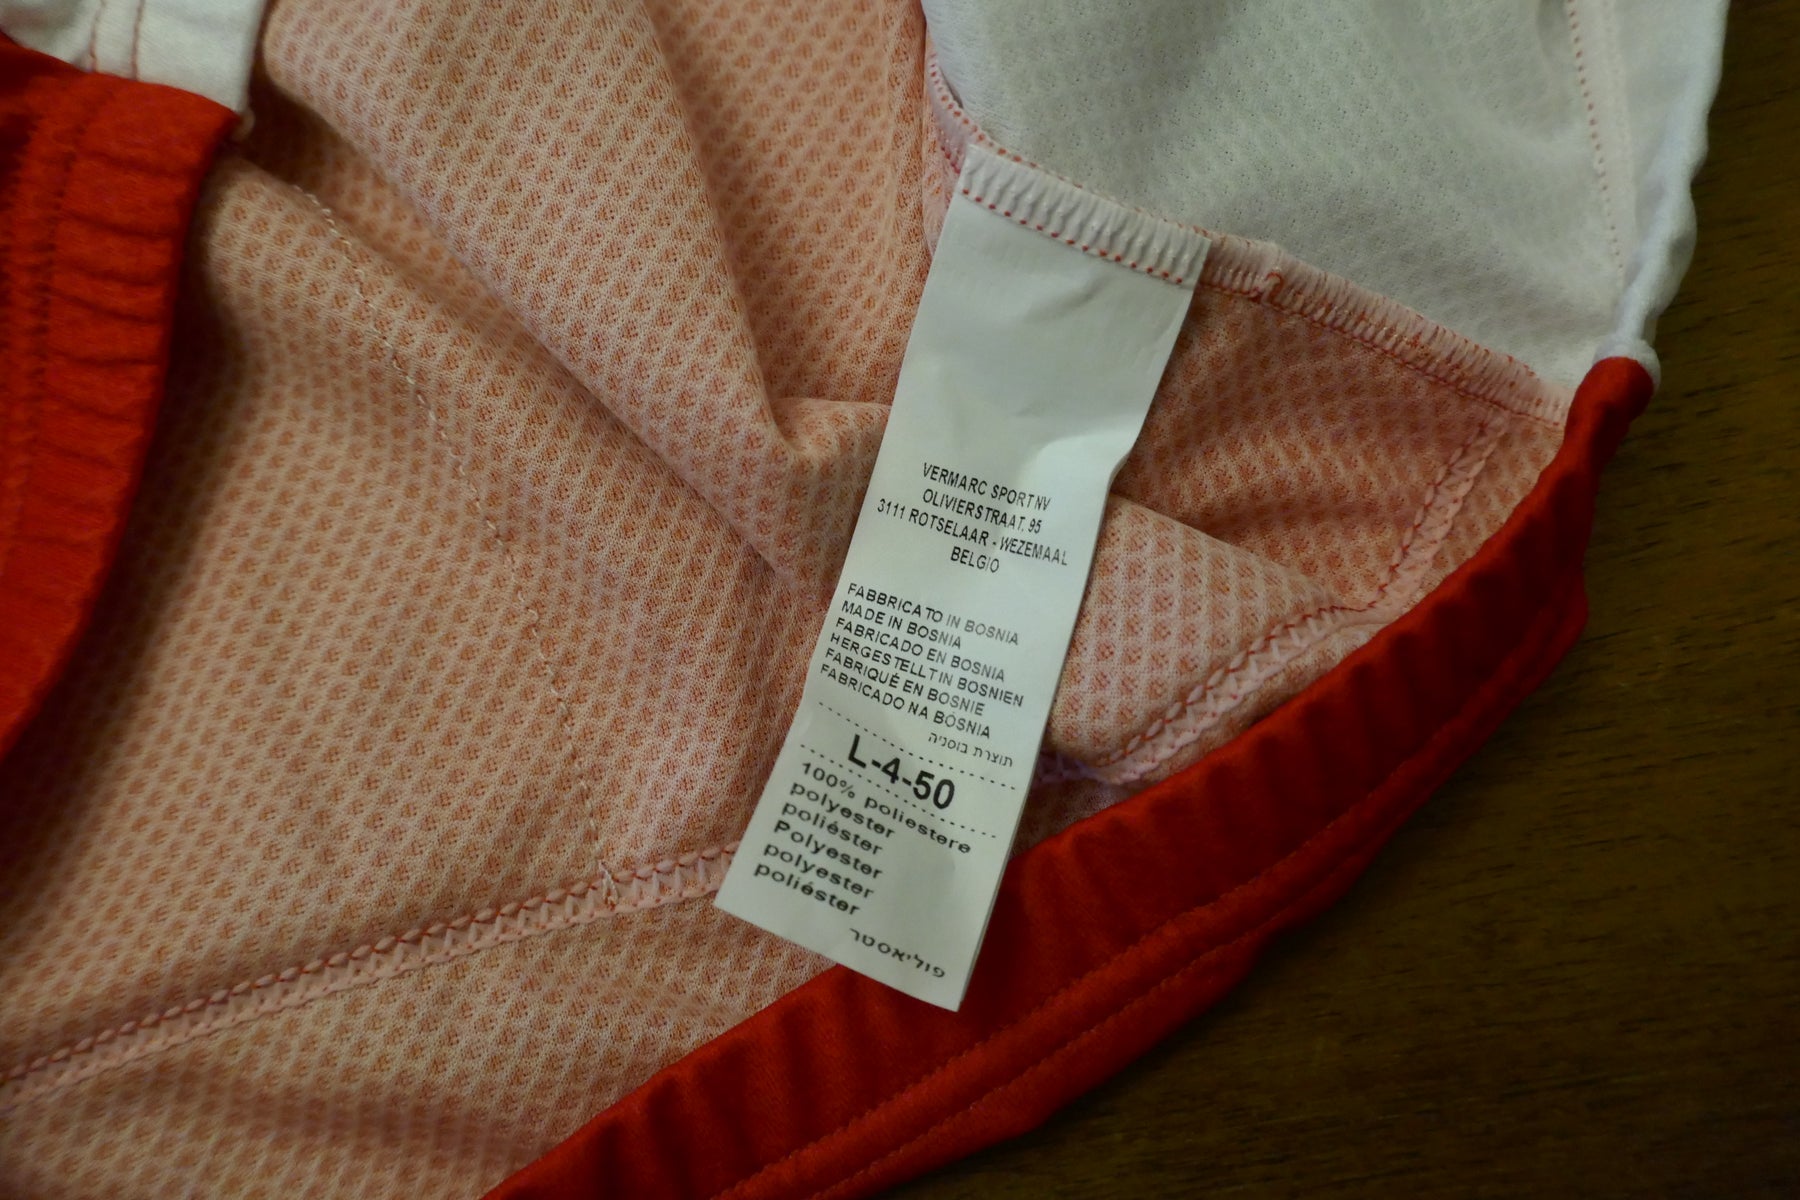 VERMARC SPORT NV
OLIVIERSTRAAT. 95
3111 ROTSELAAR - WEZEMAAL
BELGIO
FABBRICATO IN BOSNIA
MADE IN BOSNIA
FABRICADO EN BOSNIA
HERGESTELLT IN BOSNIEN
FABRIQUÉ EN BOSNIE
FABRICADO NA BÓSNIA
תוצרת בוסניה
L-4-50
100% poliestere
polyester
poliéster
Polyester
polyester
poliéster
פוליאסטר